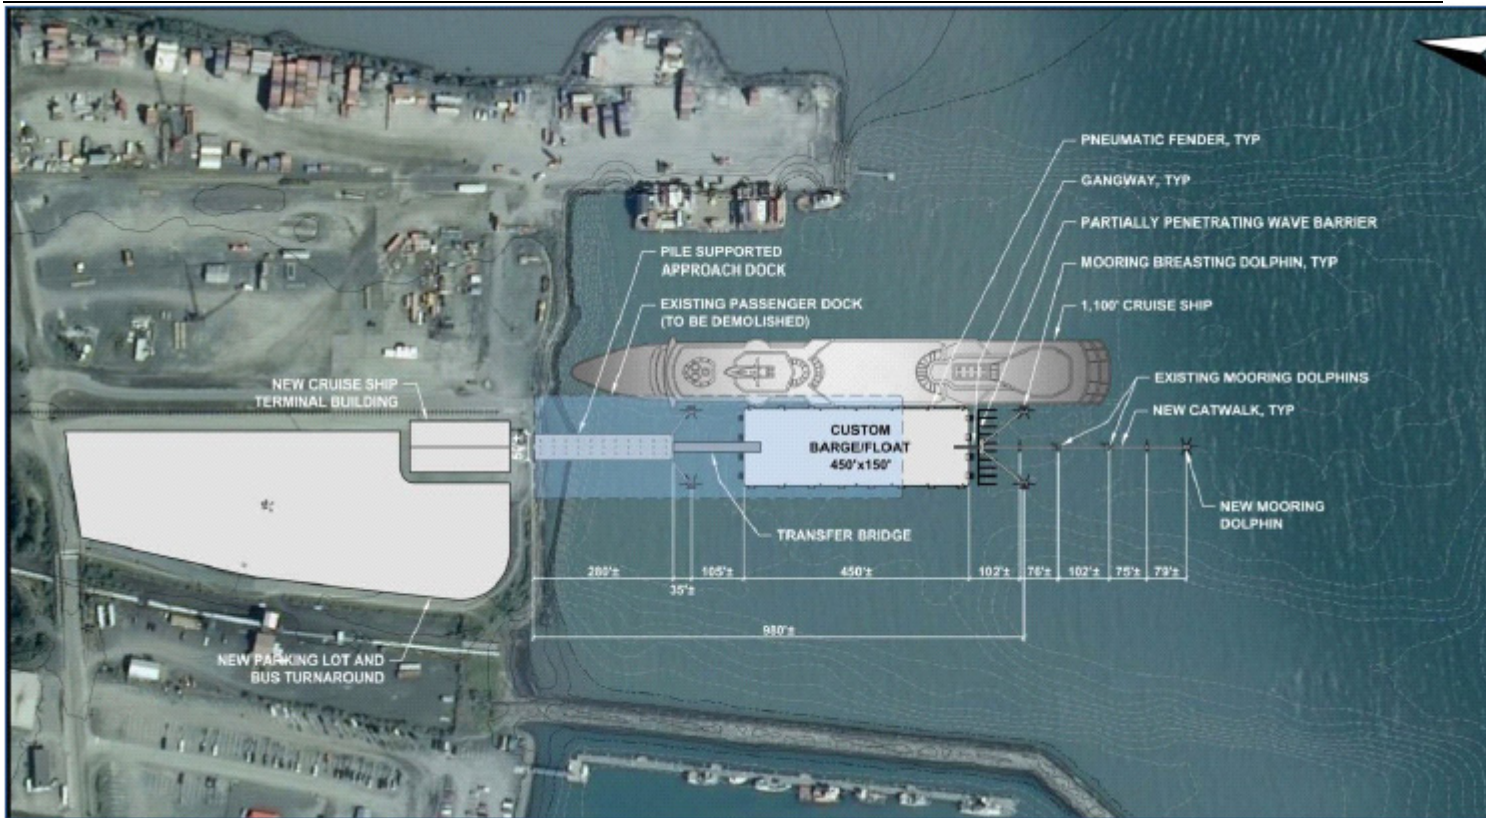 PNEUMATIC FENDER, TYP
GANGWAY, TYP
PARTIALLY PENETRATING WAVE BARRIER
MOORING BREASTING DOLPHIN, TYP
1,100' CRUISE SHIP
PILE SUPPORTED
APPROACH DOCK
EXISTING PASSENGER DOCK
(TO BE DEMOLISHED)
NEW CRUISE SHIP
TERMINAL BUILDING
EXISTING MOORING DOLPHINS
NEW CATWALK, TYP
CUSTOM
BARGE/FLOAT
450'x150'
NEW MOORING
DOLPHIN
TRANSFER BRIDGE
280'±
35'±
105'±
450'±
102'±
76'±
102'±
75'±
79'±
980'±
NEW PARKING LOT AND
BUS TURNAROUND